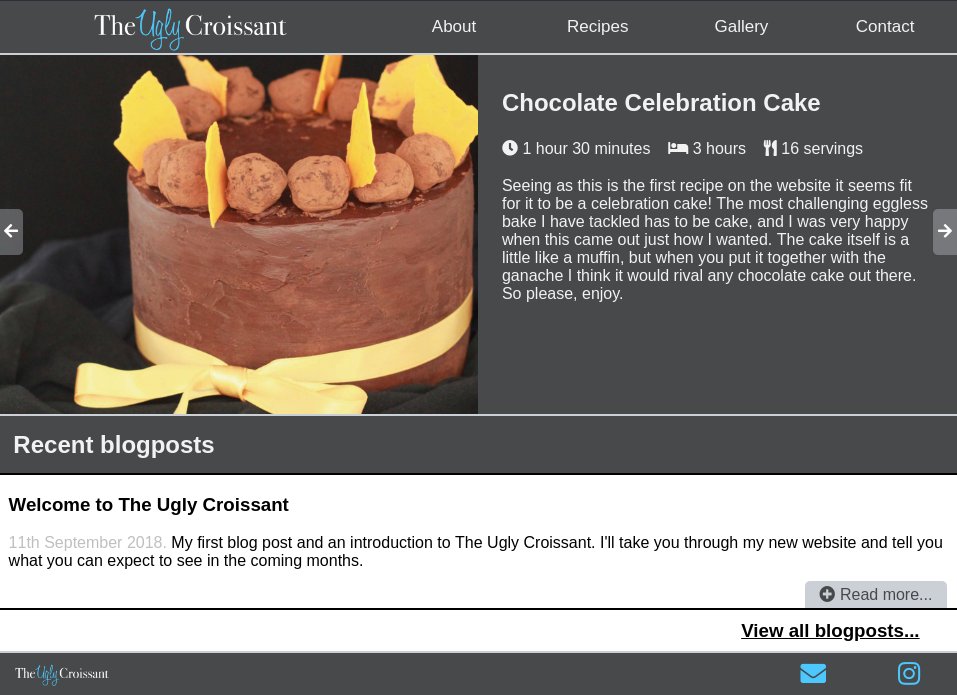 The Ugly Croissant About Recipes Gallery Contact
Chocolate Celebration Cake
1 hour 30 minutes 3 hours 16 servings
Seeing as this is the first recipe on the website it seems fit
for it to be a celebration cake! The most challenging eggless
bake I have tackled has to be cake, and I was very happy
when this came out just how I wanted. The cake itself is a
little like a muffin, but when you put it together with the
ganache I think it would rival any chocolate cake out there.
So please, enjoy.
Recent blogposts
Welcome to The Ugly Croissant
11th September 2018. My first blog post and an introduction to The Ugly Croissant. I'll take you through my new website and tell you
what you can expect to see in the coming months.
Read more...
View all blogposts...
The Ugly Croissant